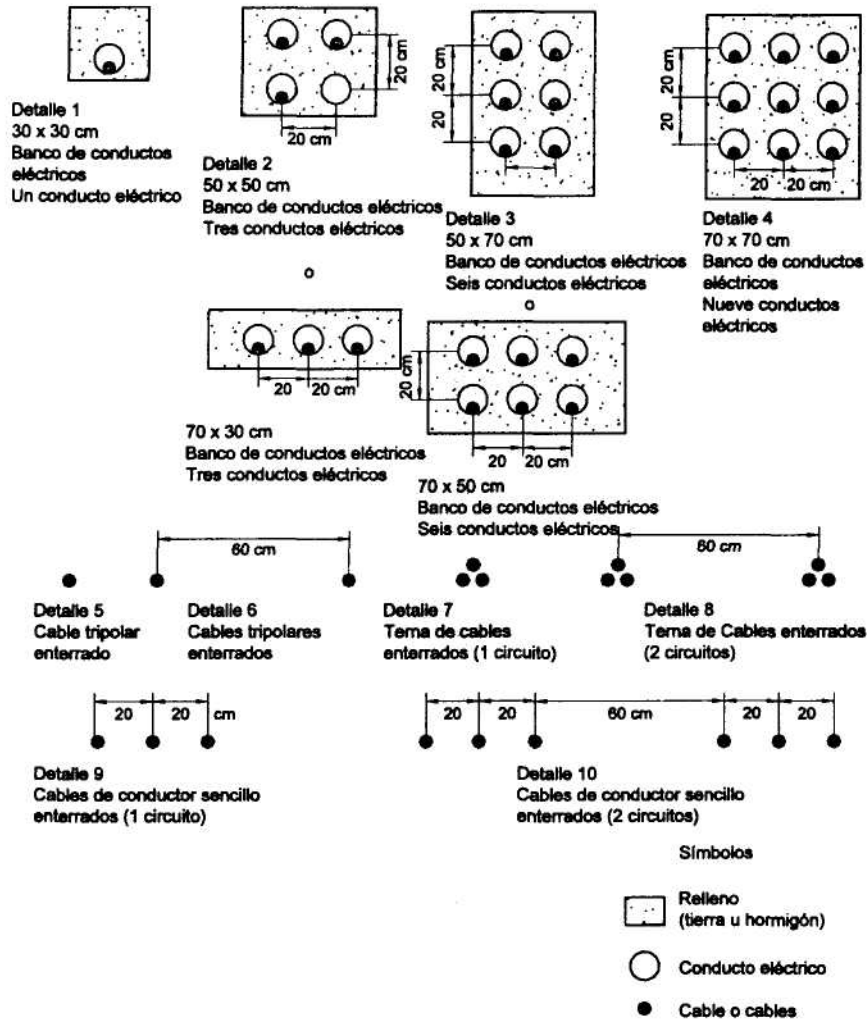 20 cm
20 cm
Detalle 1
30 x 30 cm
Banco de conductos
eléctricos
Un conducto eléctrico
Detalle 2
50 x 50 cm
Banco de conductos eléctricos
Tres conductos eléctricos
20 cm
20
Detalle 3
50 x 70 cm
Banco de conductos eléctricos
Seis conductos eléctricos
20 cm
20
20
20 cm
Detalle 4
70 x 70 cm
Banco de conductos
eléctricos
Nueve conductos
eléctricos
o
20
20 cm
70 x 30 cm
Banco de conductos eléctricos
Tres conductos eléctricos
o
20 cm
20
20 cm
70 x 50 cm
Banco de conductos eléctricos
Seis conductos eléctricos
60 cm
60 cm
Detalle 5
Cable tripolar
enterrado
Detalle 6
Cables tripolares
enterrados
Detalle 7
Terna de cables
enterrados (1 circuito)
Detalle 8
Terna de Cables enterrados
(2 circuitos)
20
20
cm
Detalle 9
Cables de conductor sencillo
enterrados (1 circuito)
20
20
60 cm
20
20
Detalle 10
Cables de conductor sencillo
enterrados (2 circuitos)
Símbolos
Relleno
(tierra u hormigón)
Conducto eléctrico
Cable o cables